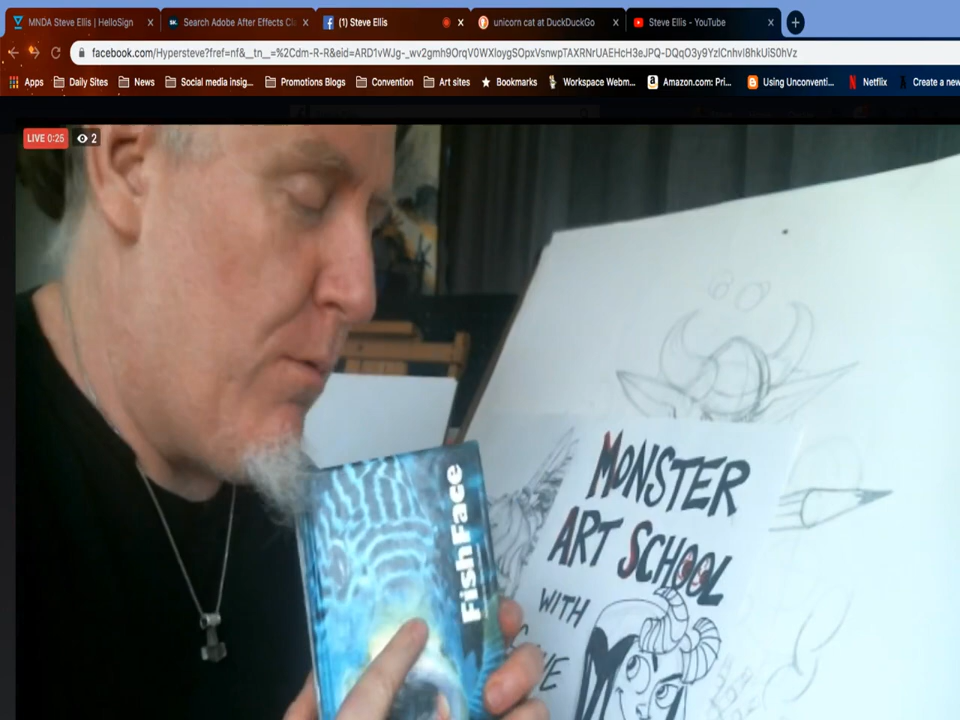 MNDA Steve Ellis | HelloSign
Search Adobe After Effects Cu
(1) Steve Ellis
unicorn cat at DuckDuckGo
Steve Ellis - YouTube
facebook.com/Hypersteve?fref=nf&__tn__=%2Cdm-R-R&eid=ARD1vWJg-_wv2gmh9OrqV0WXloygSOpxVsnwpTAXRNrUAEHcH3eJPQ-DQqO3y9YzlCnhvl8hkUiS0hVz
Apps
Daily Sites
News
Social media insig...
Promotions Blogs
Convention
Art sites
Bookmarks
Workspace Webm...
Amazon.com: Pri...
Using Unconventi...
Netflix
Create a new
LIVE 0:25
2
FishFace
MONSTER
ART SCHOOL
WITH